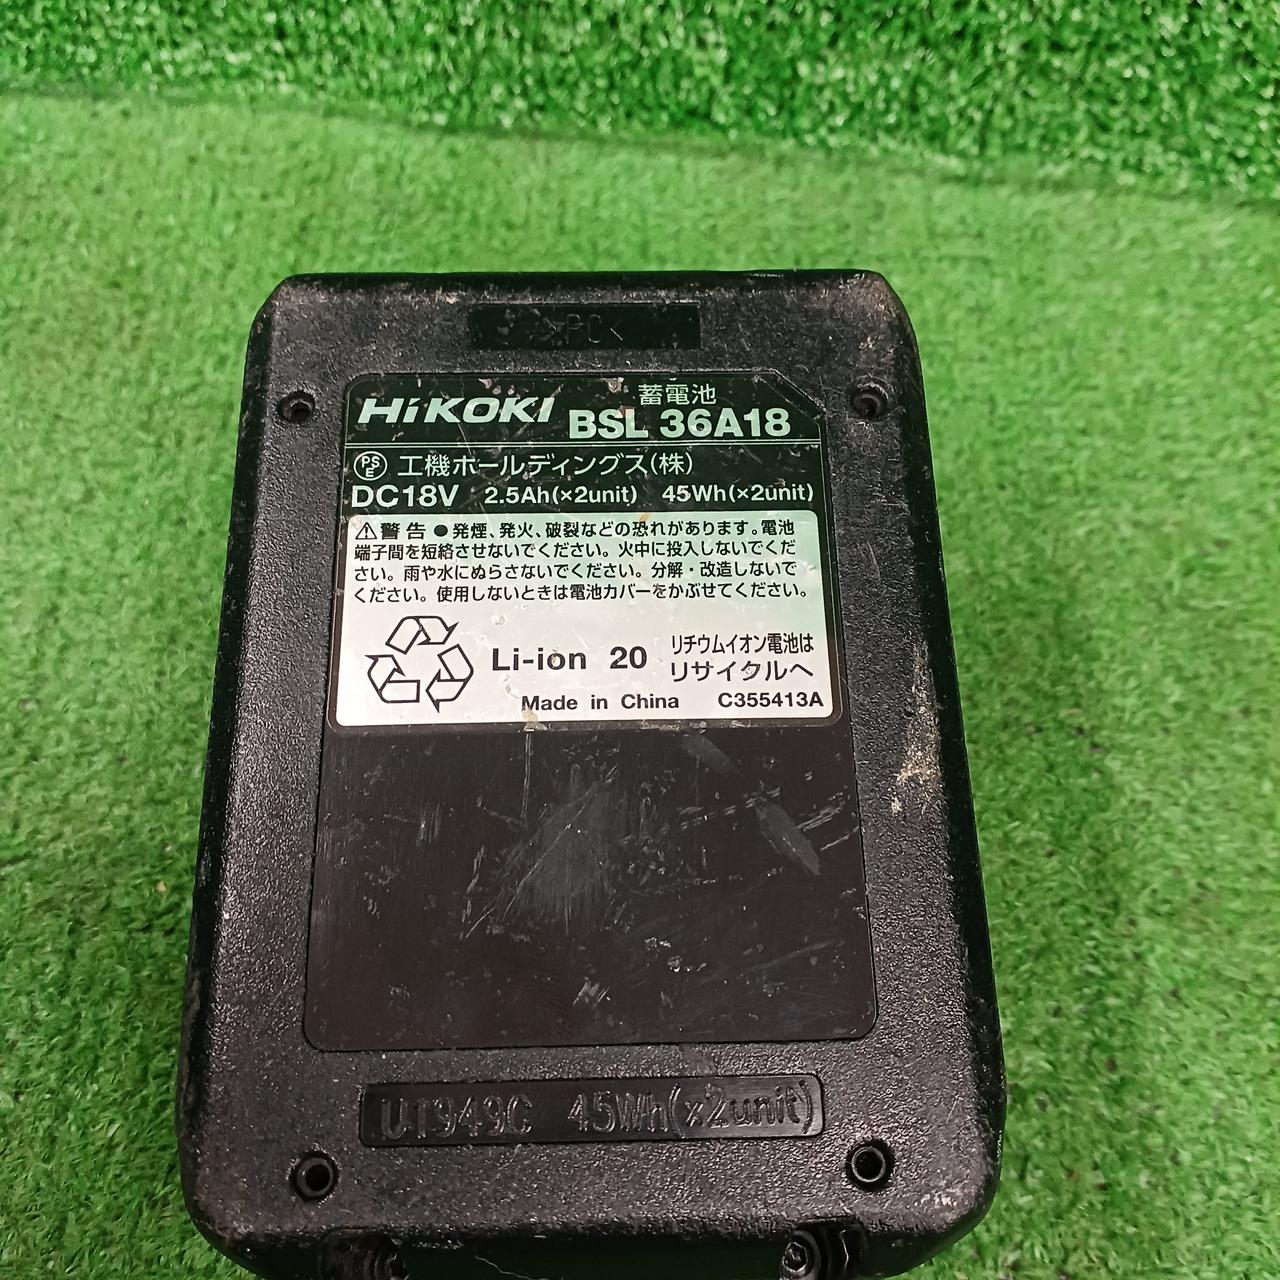 >PC<
HiKOKI
蓄電池
BSL 36A18
PSE 工機ホールディングス(株)
DC18V 2.5Ah(×2unit) 45Wh(×2unit)
⚠警告 ●発煙、発火、破裂などの恐れがあります。電池
端子間を短絡させないでください。火中に投入しないでくだ
さい。雨や水にぬらさないでください。分解・改造しないで
ください。使用しないときは電池カバーをかぶせてください。
Li-ion 20
リチウムイオン電池は
リサイクルへ
Made in China C355413A
U1949C 45Wh(x2unit)